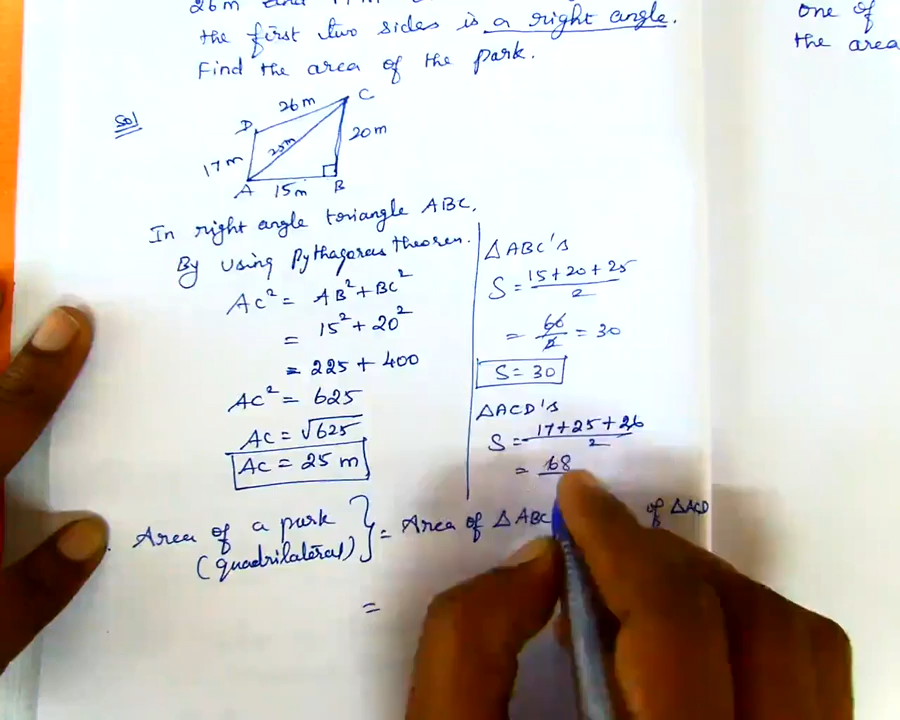 26m and 17m
the first two sides is a right angle.
Find the area of the park.
one of
the area
Sol
26m
C
D
25m
20m
17m
A
15m
B
In right angle triangle ABC,
By using Pythagoras theorem.
AC² = AB² + BC²
= 15² + 20²
= 225 + 400
AC² = 625
AC = √625
AC = 25 m
ΔABC's
S = 15+20+25 / 2
= 60 / 2 = 30
S = 30
ΔACD's
S = 17+25+26 / 2
= 68
Area of a park
(quadrilateral) } = Area of ΔABC of ΔACD
=